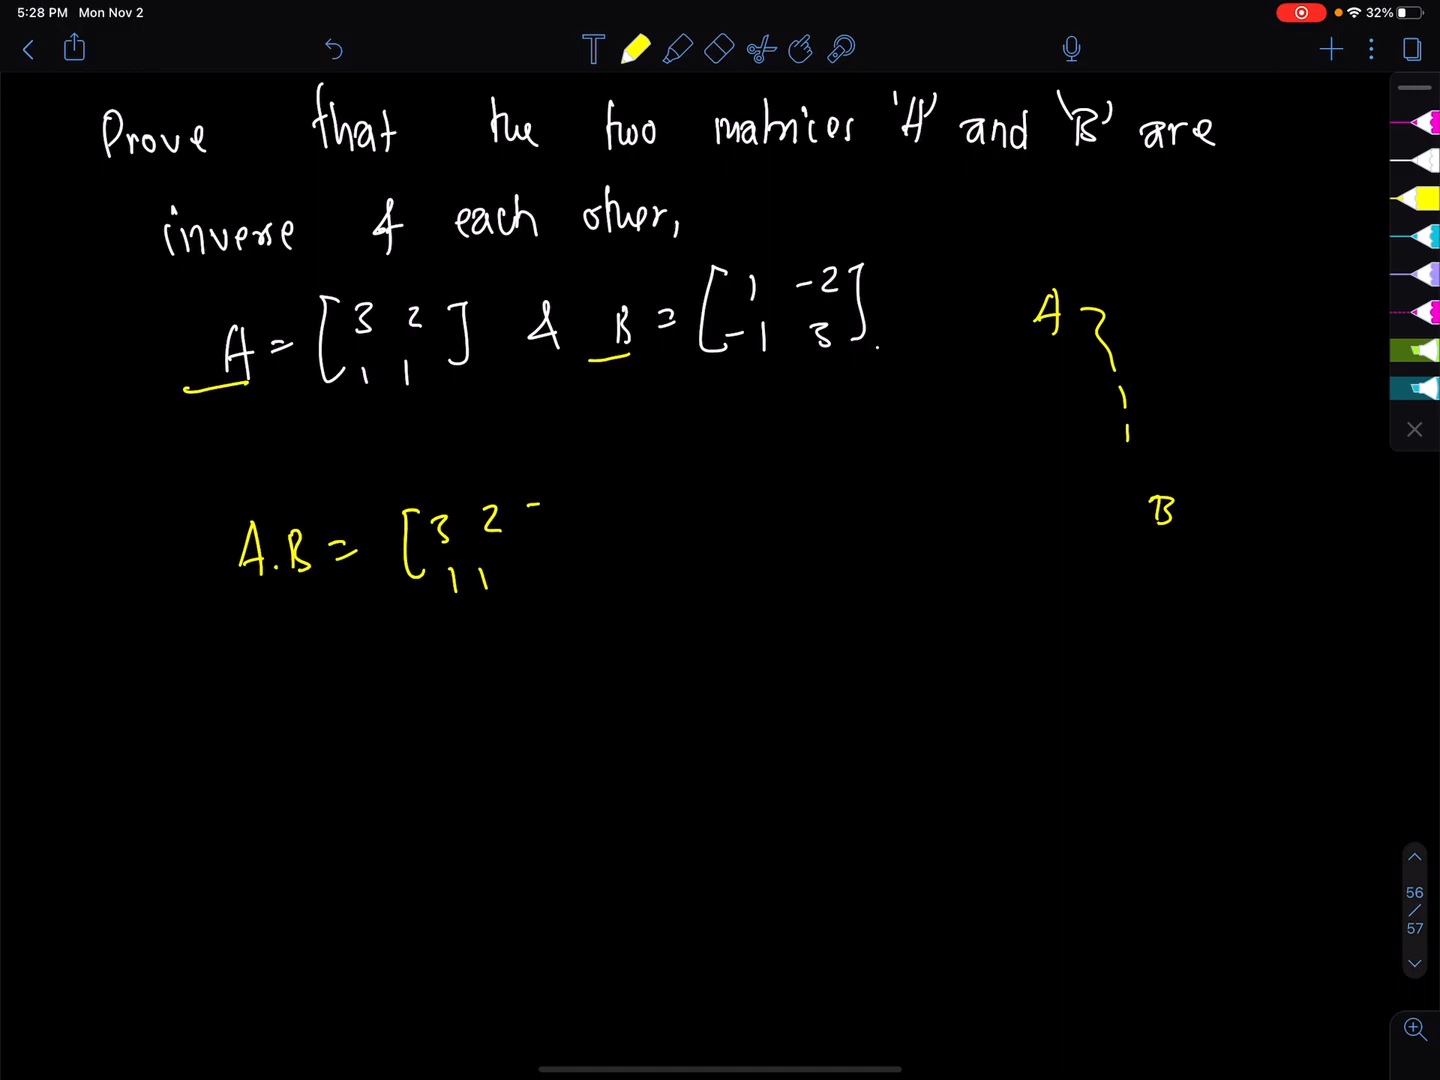 5:28 PM Mon Nov 2
32%
Prove that the two matrices 'A' and 'B' are
inverse of each other,
A = [3 2 & B = [1 -2
1 1] -1 3].
A
B
A.B = [3 2
1 1
56
/
57